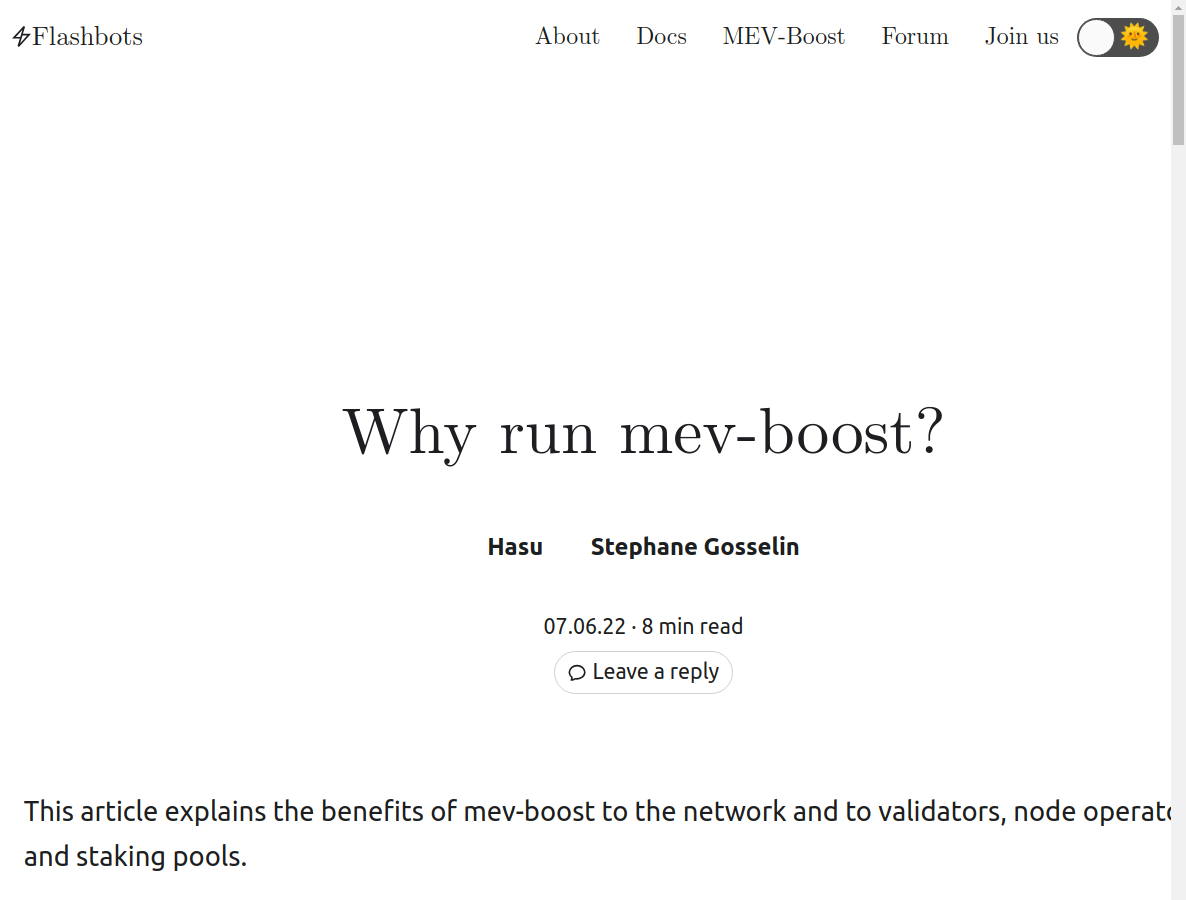 Flashbots
About Docs MEV-Boost Forum Join us
Why run mev-boost?
Hasu Stephane Gosselin
07.06.22 · 8 min read
Leave a reply
This article explains the benefits of mev-boost to the network and to validators, node
and staking pools.